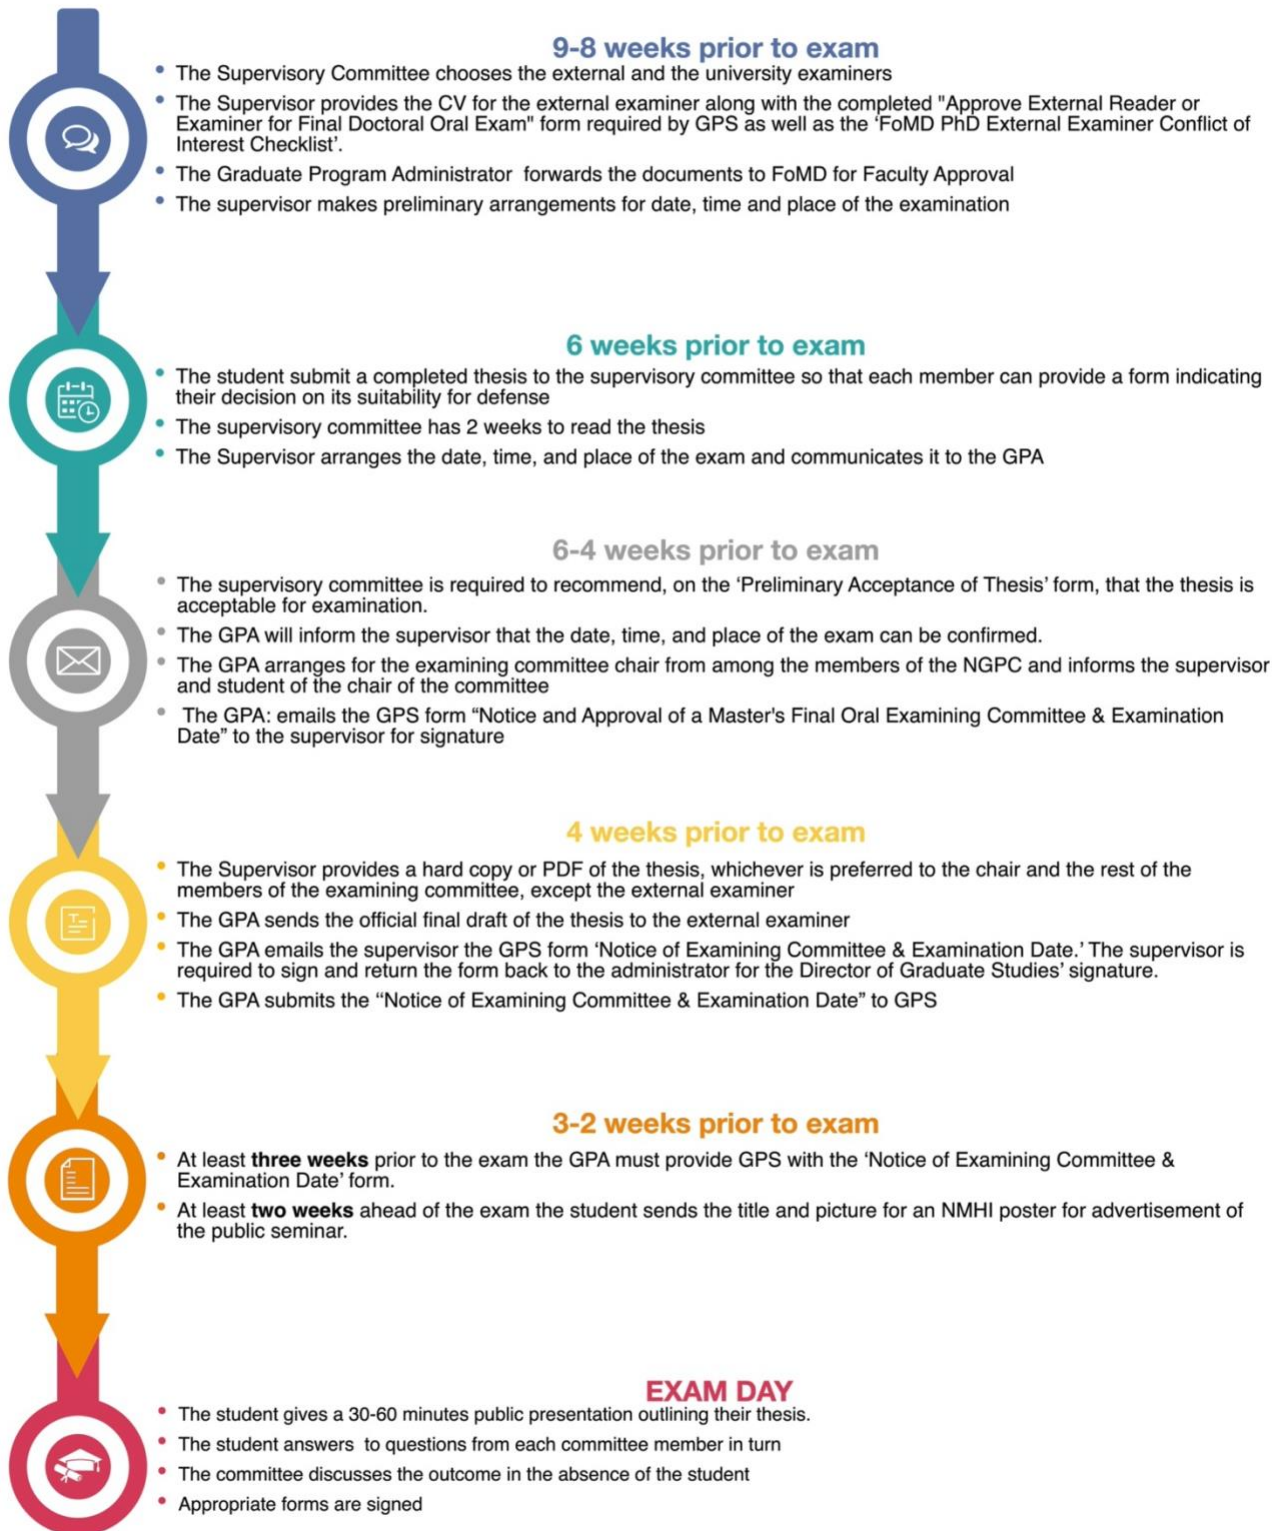 9-8 weeks prior to exam
• The Supervisory Committee chooses the external and the university examiners
• The Supervisor provides the CV for the external examiner along with the completed "Approve External Reader or
Examiner for Final Doctoral Oral Exam" form required by GPS as well as the ‘FoMD PhD External Examiner Conflict of
Interest Checklist’.
• The Graduate Program Administrator forwards the documents to FoMD for Faculty Approval
• The supervisor makes preliminary arrangements for date, time and place of the examination
6 weeks prior to exam
• The student submit a completed thesis to the supervisory committee so that each member can provide a form indicating
their decision on its suitability for defense
• The supervisory committee has 2 weeks to read the thesis
• The Supervisor arranges the date, time, and place of the exam and communicates it to the GPA
6-4 weeks prior to exam
• The supervisory committee is required to recommend, on the ‘Preliminary Acceptance of Thesis’ form, that the thesis is
acceptable for examination.
• The GPA will inform the supervisor that the date, time, and place of the exam can be confirmed.
• The GPA arranges for the examining committee chair from among the members of the NGPC and informs the supervisor
and student of the chair of the committee
• The GPA: emails the GPS form “Notice and Approval of a Master's Final Oral Examining Committee & Examination
Date” to the supervisor for signature
4 weeks prior to exam
• The Supervisor provides a hard copy or PDF of the thesis, whichever is preferred to the chair and the rest of the
members of the examining committee, except the external examiner
• The GPA sends the official final draft of the thesis to the external examiner
• The GPA emails the supervisor the GPS form ‘Notice of Examining Committee & Examination Date.’ The supervisor is
required to sign and return the form back to the administrator for the Director of Graduate Studies’ signature.
• The GPA submits the “Notice of Examining Committee & Examination Date” to GPS
3-2 weeks prior to exam
• At least three weeks prior to the exam the GPA must provide GPS with the ‘Notice of Examining Committee &
Examination Date’ form.
• At least two weeks ahead of the exam the student sends the title and picture for an NMHI poster for advertisement of
the public seminar.
EXAM DAY
• The student gives a 30-60 minutes public presentation outlining their thesis.
• The student answers to questions from each committee member in turn
• The committee discusses the outcome in the absence of the student
• Appropriate forms are signed